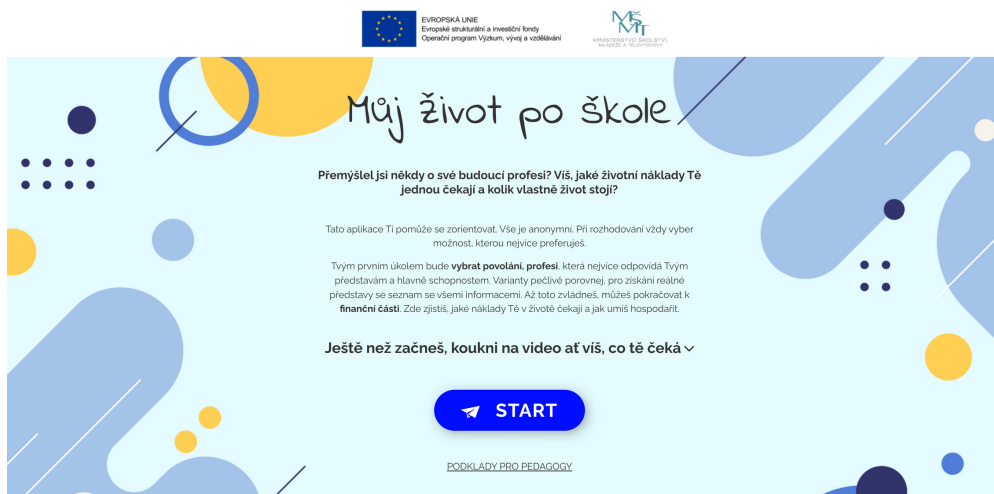 EVROPSKÁ UNIE
Evropské strukturální a investiční fondy
Operační program Výzkum, vývoj a vzdělávání
MŠMT
MINISTERSTVO ŠKOLSTVÍ,
MLÁDEŽE A TĚLOVÝCHOVY
Můj život po škole
Přemýšlel jsi někdy o své budoucí profesi? Víš, jaké životní náklady Tě
jednou čekají a kolik vlastně život stojí?
Tato aplikace Ti pomůže se zorientovat. Vše je anonymní. Při rozhodování vždy vyber
možnost, kterou nejvíce preferuješ.
Tvým prvním úkolem bude vybrat povolání, profesi, která nejvíce odpovídá Tvým
představám a hlavně schopnostem. Varianty pečlivě porovnej, pro získání reálné
představy se seznam se všemi informacemi. Až toto zvládneš, můžeš pokračovat k
finanční části. Zde zjistíš, jaké náklady Tě v životě čekají a jak umíš hospodařit.
Ještě než začneš, koukni na video ať víš, co tě čeká
START
PODKLADY PRO PEDAGOGY